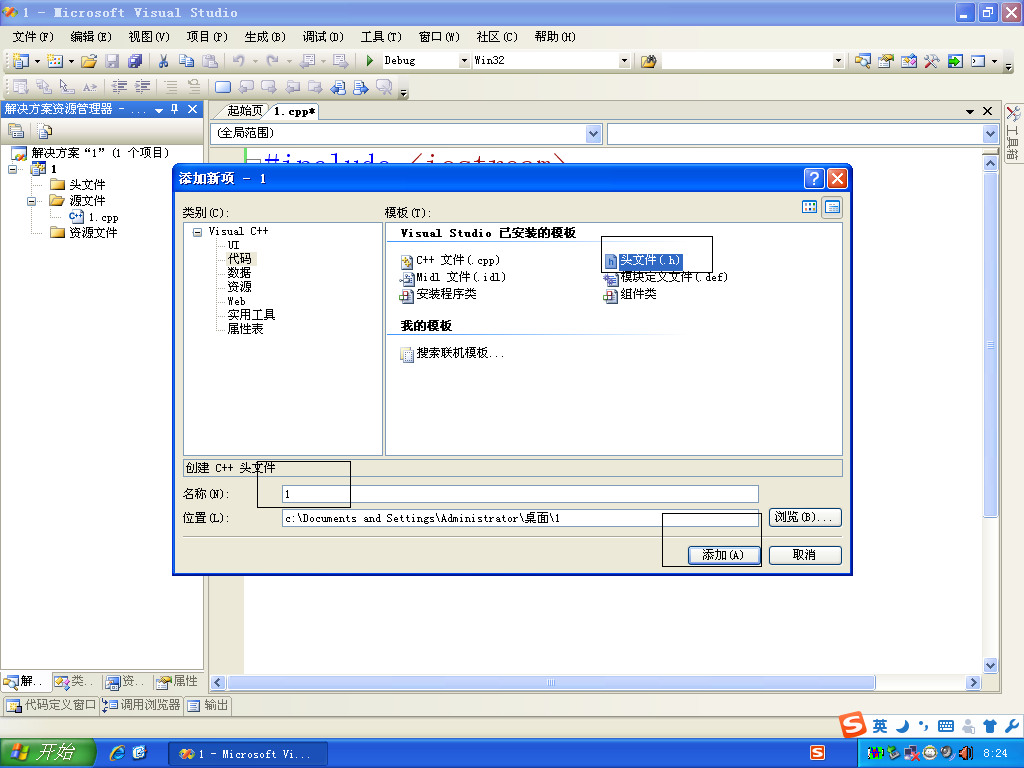 1 - Microsoft Visual Studio
文件(F) 编辑(E) 视图(V) 项目(P) 生成(B) 调试(D) 工具(T) 窗口(W) 社区(C) 帮助(H)
Debug Win32
解决方案资源管理器 - ...
起始页 1.cpp*
(全局范围)
解决方案"1" (1 个项目)
1
头文件
源文件
1.cpp
资源文件
#include <iostream>
工具箱
添加新项 - 1
类别(C): 模板(T):
Visual C++
UI
代码
数据
资源
Web
实用工具
属性表
Visual Studio 已安装的模板
C++ 文件(.cpp) 头文件(.h)
Midl 文件(.idl) 模块定义文件(.def)
安装程序类 组件类
我的模板
搜索联机模板...
创建 C++ 头文件
名称(N): 1
位置(L): c:\Documents and Settings\Administrator\桌面\1 浏览(B)...
添加(A) 取消
解.. 类.. 资.. 属性
代码定义窗口 调用浏览器 输出
S 英
开始 1 - Microsoft Vi... S 8:24